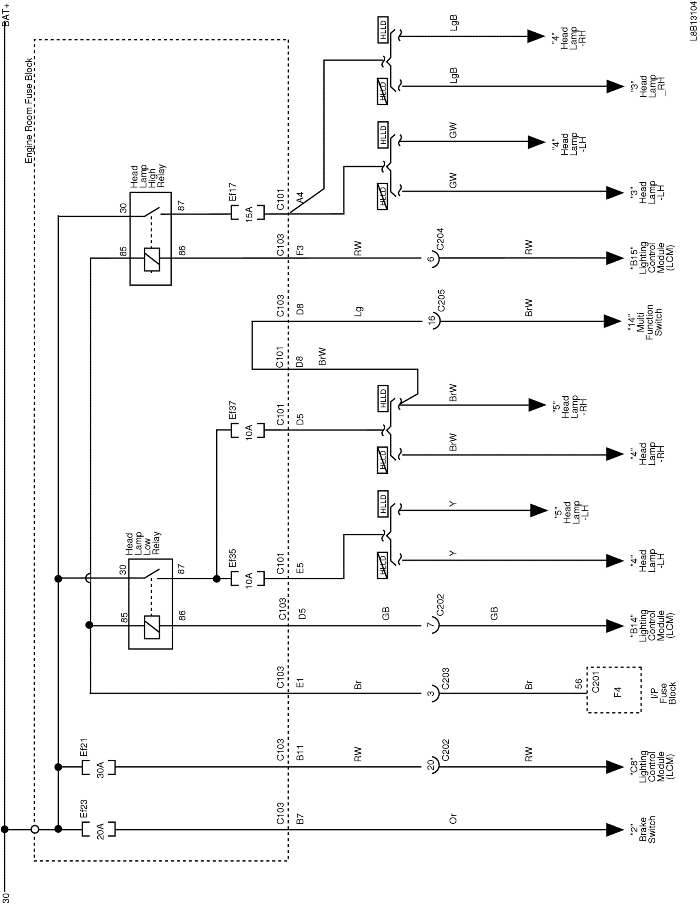 BAT+
30
L8B13104
Engine Room Fuse Block
Head
Lamp
High
Relay
30
87
85
86
Ef17
15A
C101
A4
C103
F3
HLLD
LgB
"4"
Head
Lamp
-RH
HLLD
LgB
"3"
Head
Lamp
_RH
HLLD
GW
"4"
Head
Lamp
-LH
HLLD
GW
"3"
Head
Lamp
-LH
RW
6
C204
RW
"B15"
Lighting
Control
Module
(LCM)
C103
D8
Lg
16
C205
BrW
"14"
Multi
Function
Switch
C101
D8
BrW
Ef37
10A
C101
D5
HLLD
BrW
"5"
Head
Lamp
-RH
HLLD
BrW
"4"
Head
Lamp
-RH
Head
Lamp
Low
Relay
30
87
85
86
Ef35
10A
C101
E5
HLLD
Y
"5"
Head
Lamp
-LH
HLLD
Y
"4"
Head
Lamp
-LH
C103
D5
GB
7
C202
GB
"B14"
Lighting
Control
Module
(LCM)
C103
E1
Br
3
C203
Br
56
C201
F4
I/P
Fuse
Block
Ef21
30A
C103
B11
RW
20
C202
RW
"C8"
Lighting
Control
Module
(LCM)
Ef23
20A
C103
B7
Or
"2"
Brake
Switch